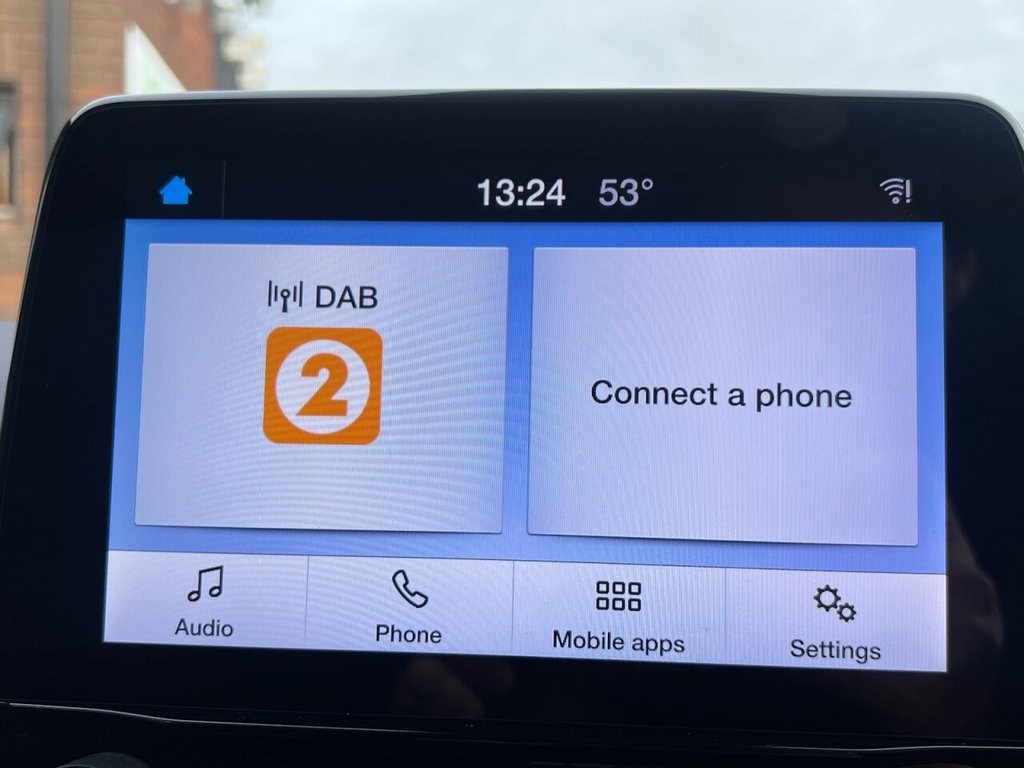 13:24 53°
DAB
2
Connect a phone
Audio
Phone
Mobile apps
Settings